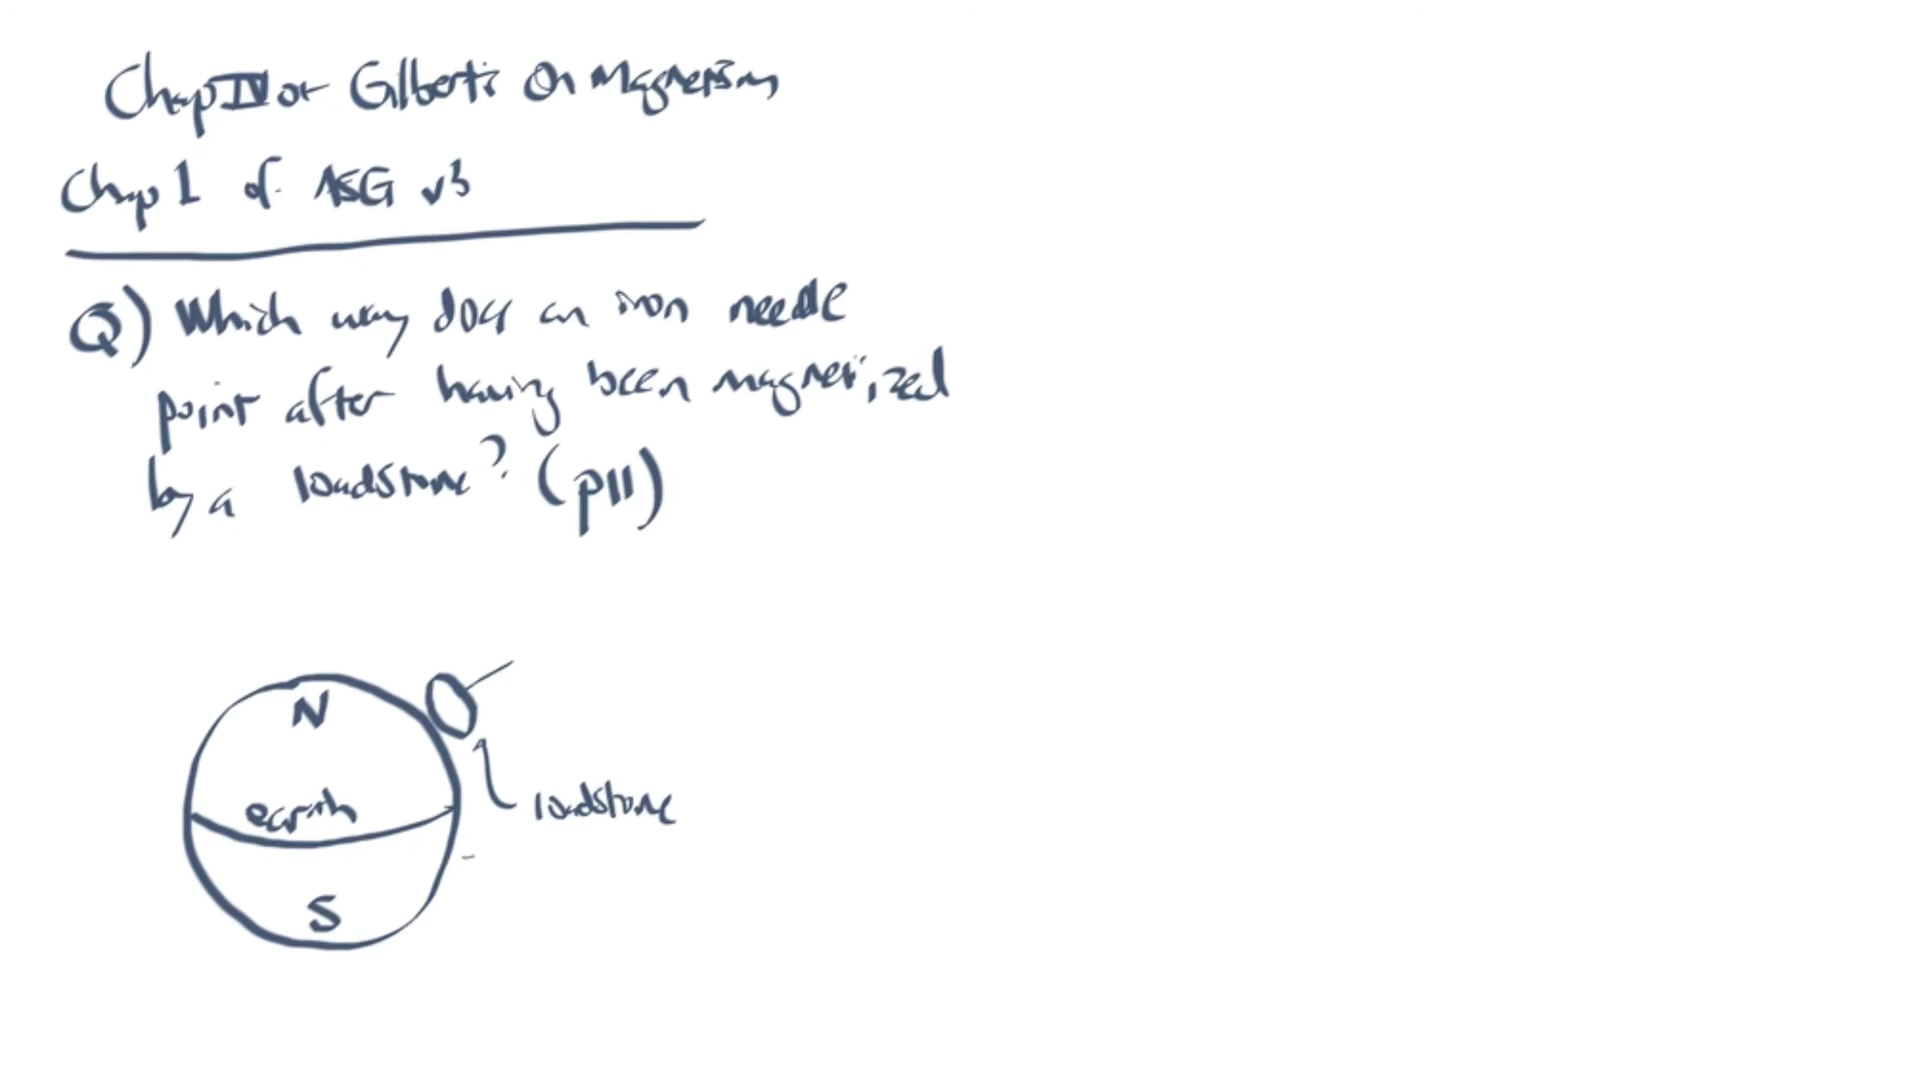 Chap IV of Gilbert's On Magnetism
Chap 1 of ASG v3
Q) Which way does an iron needle
point after having been magnetized
by a loadstone? (p11)
N
earth
loadstone
S